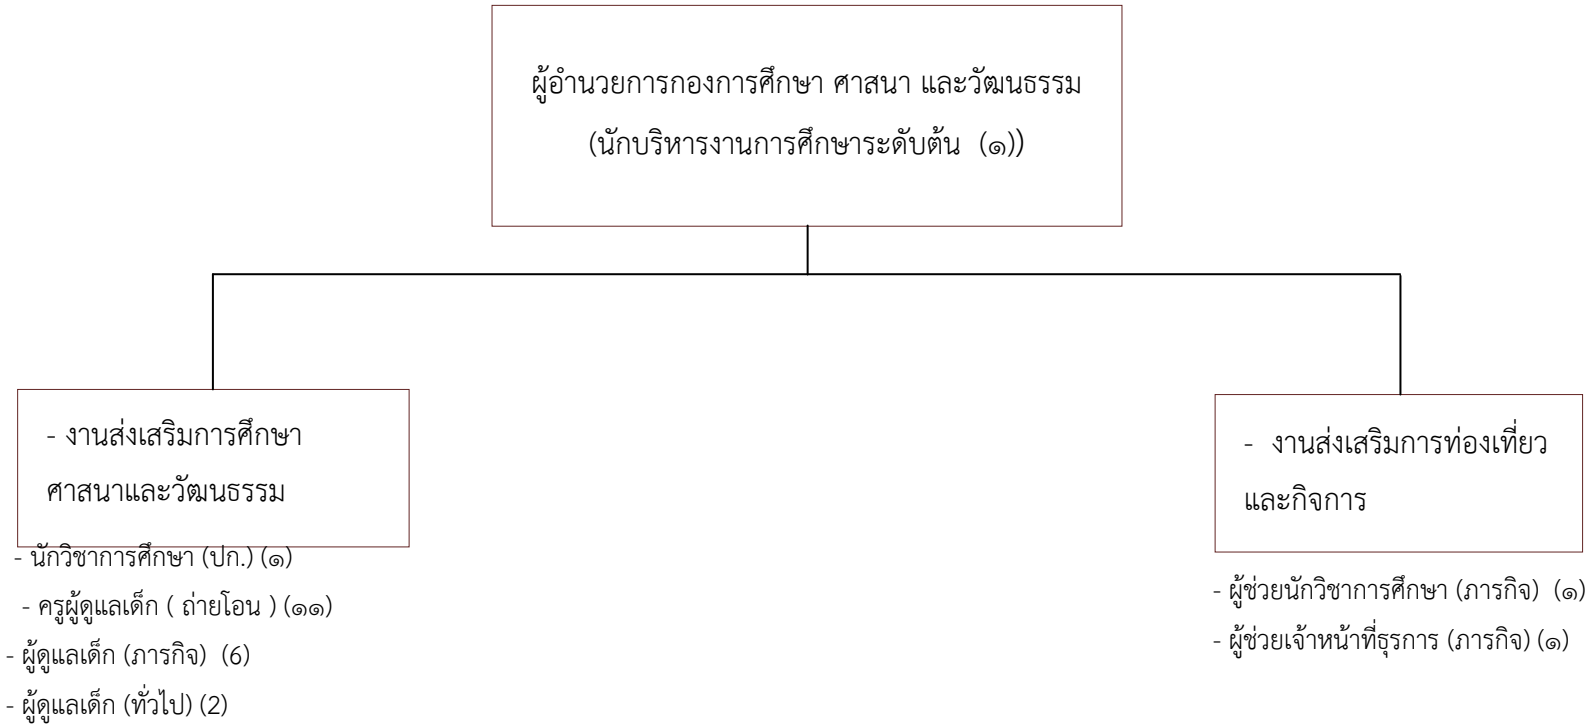 ผู้อำนวยการกองการศึกษา ศาสนา และวัฒนธรรม
(นักบริหารงานการศึกษาระดับต้น (๑))
- งานส่งเสริมการศึกษา
ศาสนาและวัฒนธรรม
- นักวิชาการศึกษา (ปก.) (๑)
- ครูผู้ดูแลเด็ก ( ถ่ายโอน ) (๑๑)
- ผู้ดูแลเด็ก (ภารกิจ) (6)
- ผู้ดูแลเด็ก (ทั่วไป) (2)
- งานส่งเสริมการท่องเที่ยว
และกิจการ
- ผู้ช่วยนักวิชาการศึกษา (ภารกิจ) (๑)
- ผู้ช่วยเจ้าหน้าที่ธุรการ (ภารกิจ) (๑)